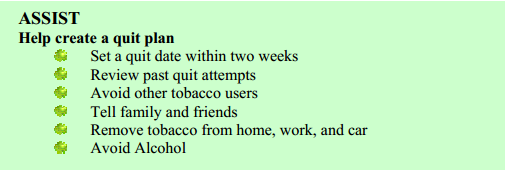 ASSIST
Help create a quit plan
Set a quit date within two weeks
Review past quit attempts
Avoid other tobacco users
Tell family and friends
Remove tobacco from home, work, and car
Avoid Alcohol